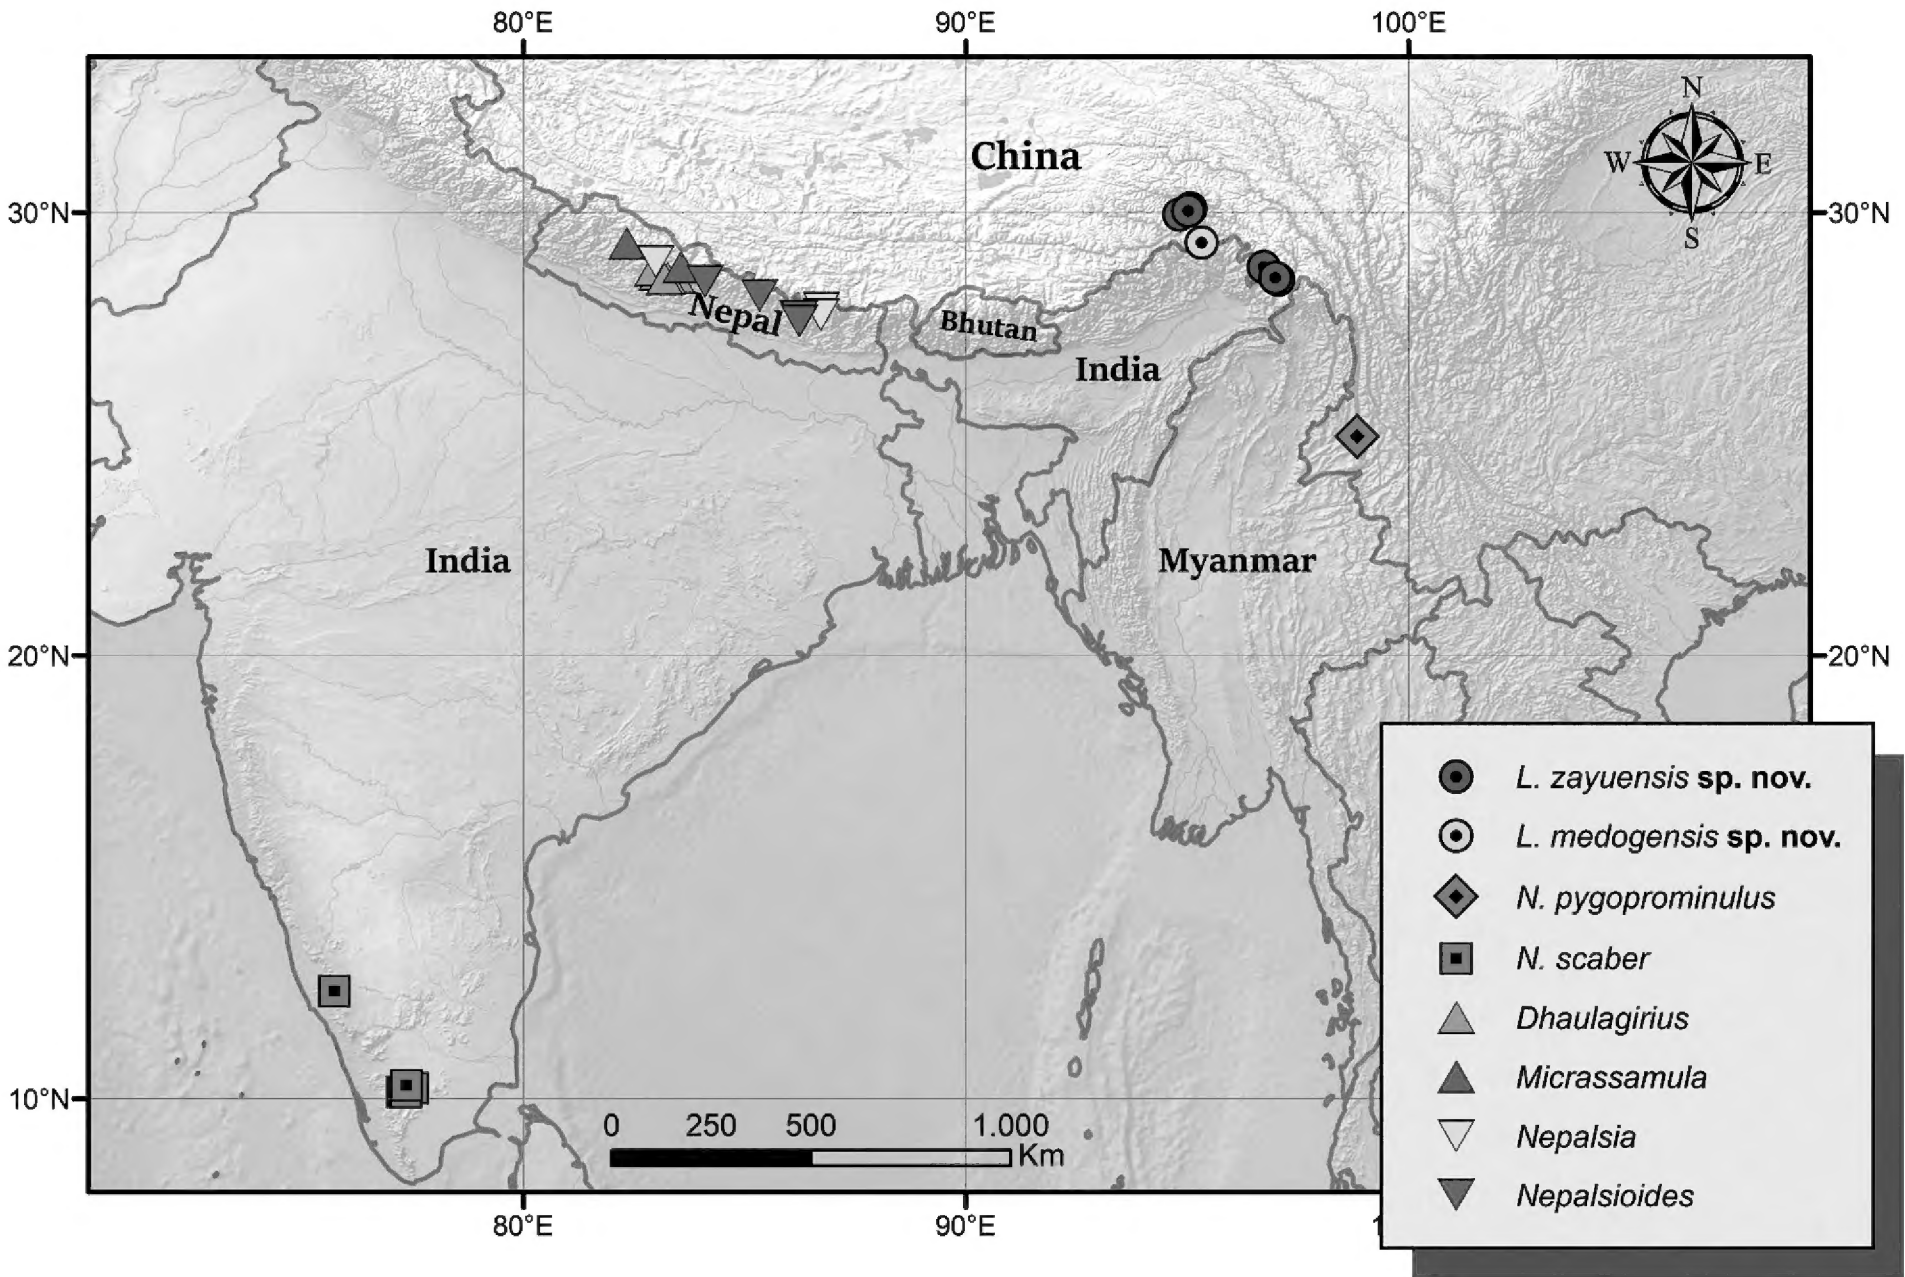 80°E
90°E
100°E
N
W
E
S
China
30°N
30°N
Nepal
Bhutan
India
India
Myanmar
20°N
20°N
10°N
0
250
500
1.000
Km
L. zayuensis sp. nov.
L. medogensis sp. nov.
N. pygoprominulus
N. scaber
Dhaulagirius
Micrassamula
Nepalsia
Nepalsioides
80°E
90°E